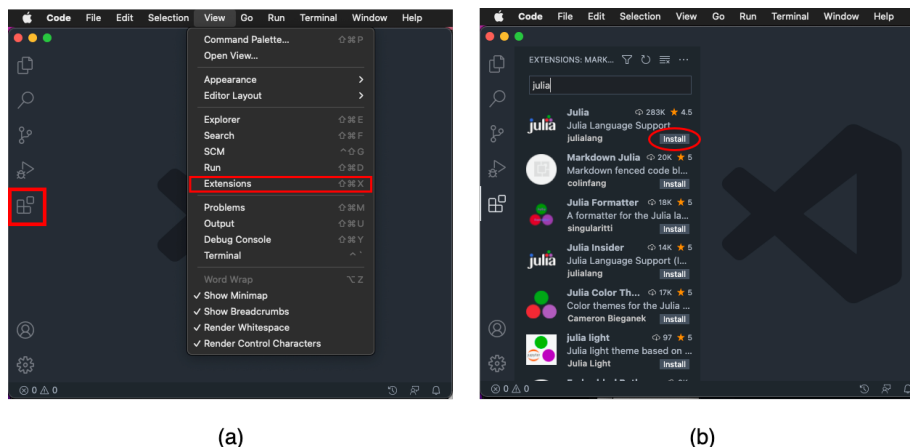 Code File Edit Selection View Go Run Terminal Window Help
Command Palette... ⇧⌘P
Open View...
Appearance >
Editor Layout >
Explorer ⇧⌘E
Search ⇧⌘F
SCM ^⇧G
Run ⇧⌘D
Extensions ⇧⌘X
Problems ⇧⌘M
Output ⇧⌘U
Debug Console ⇧⌘Y
Terminal ^`
Word Wrap ⌥Z
✓ Show Minimap
✓ Show Breadcrumbs
✓ Render Whitespace
✓ Render Control Characters
0 0
(a)
Code File Edit Selection View Go Run Terminal Window Help
EXTENSIONS: MARK...
julia
Julia 283K ★ 4.5
julia Julia Language Support
julialang Install
Markdown Julia 20K ★ 5
Markdown fenced code bl...
colinfang Install
Julia Formatter 18K ★ 5
A formatter for the Julia la...
singularitti Install
Julia Insider 14K ★ 5
julia Julia Language Support (I...
julialang Install
Julia Color Th... 17K ★ 5
Color themes for the Julia ...
Cameron Bieganek Install
julia light 97 ★ 5
Julia light theme based on ...
Julia Light Install
0 0
(b)